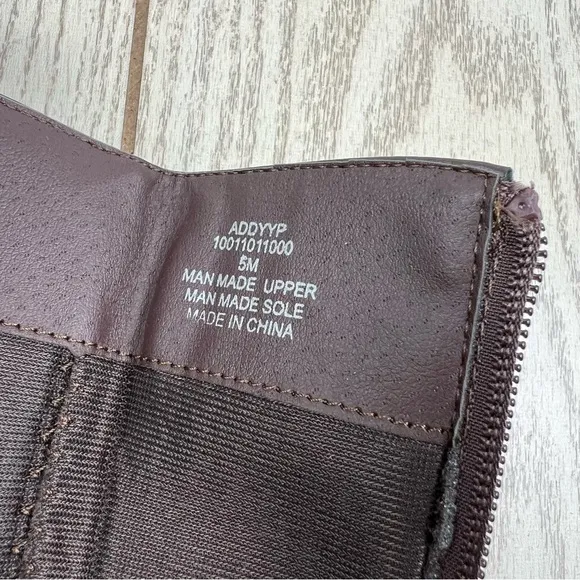 ADDYYP
10011011000
5M
MAN MADE UPPER
MAN MADE SOLE
MADE IN CHINA